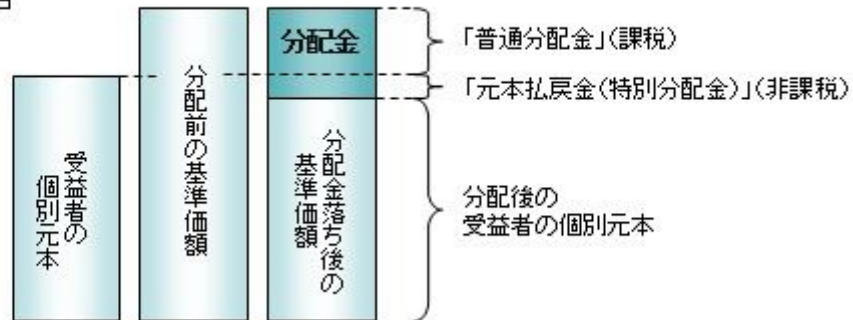 受益者の
個別元本
分配前の基準価額
分配金
分配金落ち後の
基準価額
「普通分配金」(課税)
「元本払戻金(特別分配金)」(非課税)
分配後の
受益者の個別元本